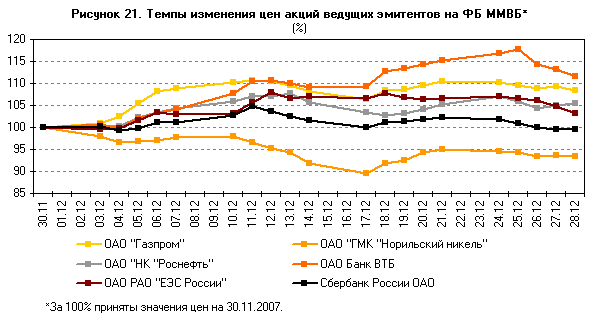 Рисунок 21. Темпы изменения цен акций ведущих эмитентов на ФБ ММВБ*
(%)
120
115
110
105
100
95
90
85
30.11 01.12 02.12 03.12 04.12 05.12 06.12 07.12 08.12 09.12 10.12 11.12 12.12 13.12 14.12 15.12 16.12 17.12 18.12 19.12 20.12 21.12 22.12 23.12 24.12 25.12 26.12 27.12 28.12
ОАО "Газпром" ОАО "ГМК "Норильский никель"
ОАО "НК "Роснефть" ОАО Банк ВТБ
ОАО РАО "ЕЭС России" Сбербанк России ОАО
*За 100% приняты значения цен на 30.11.2007.